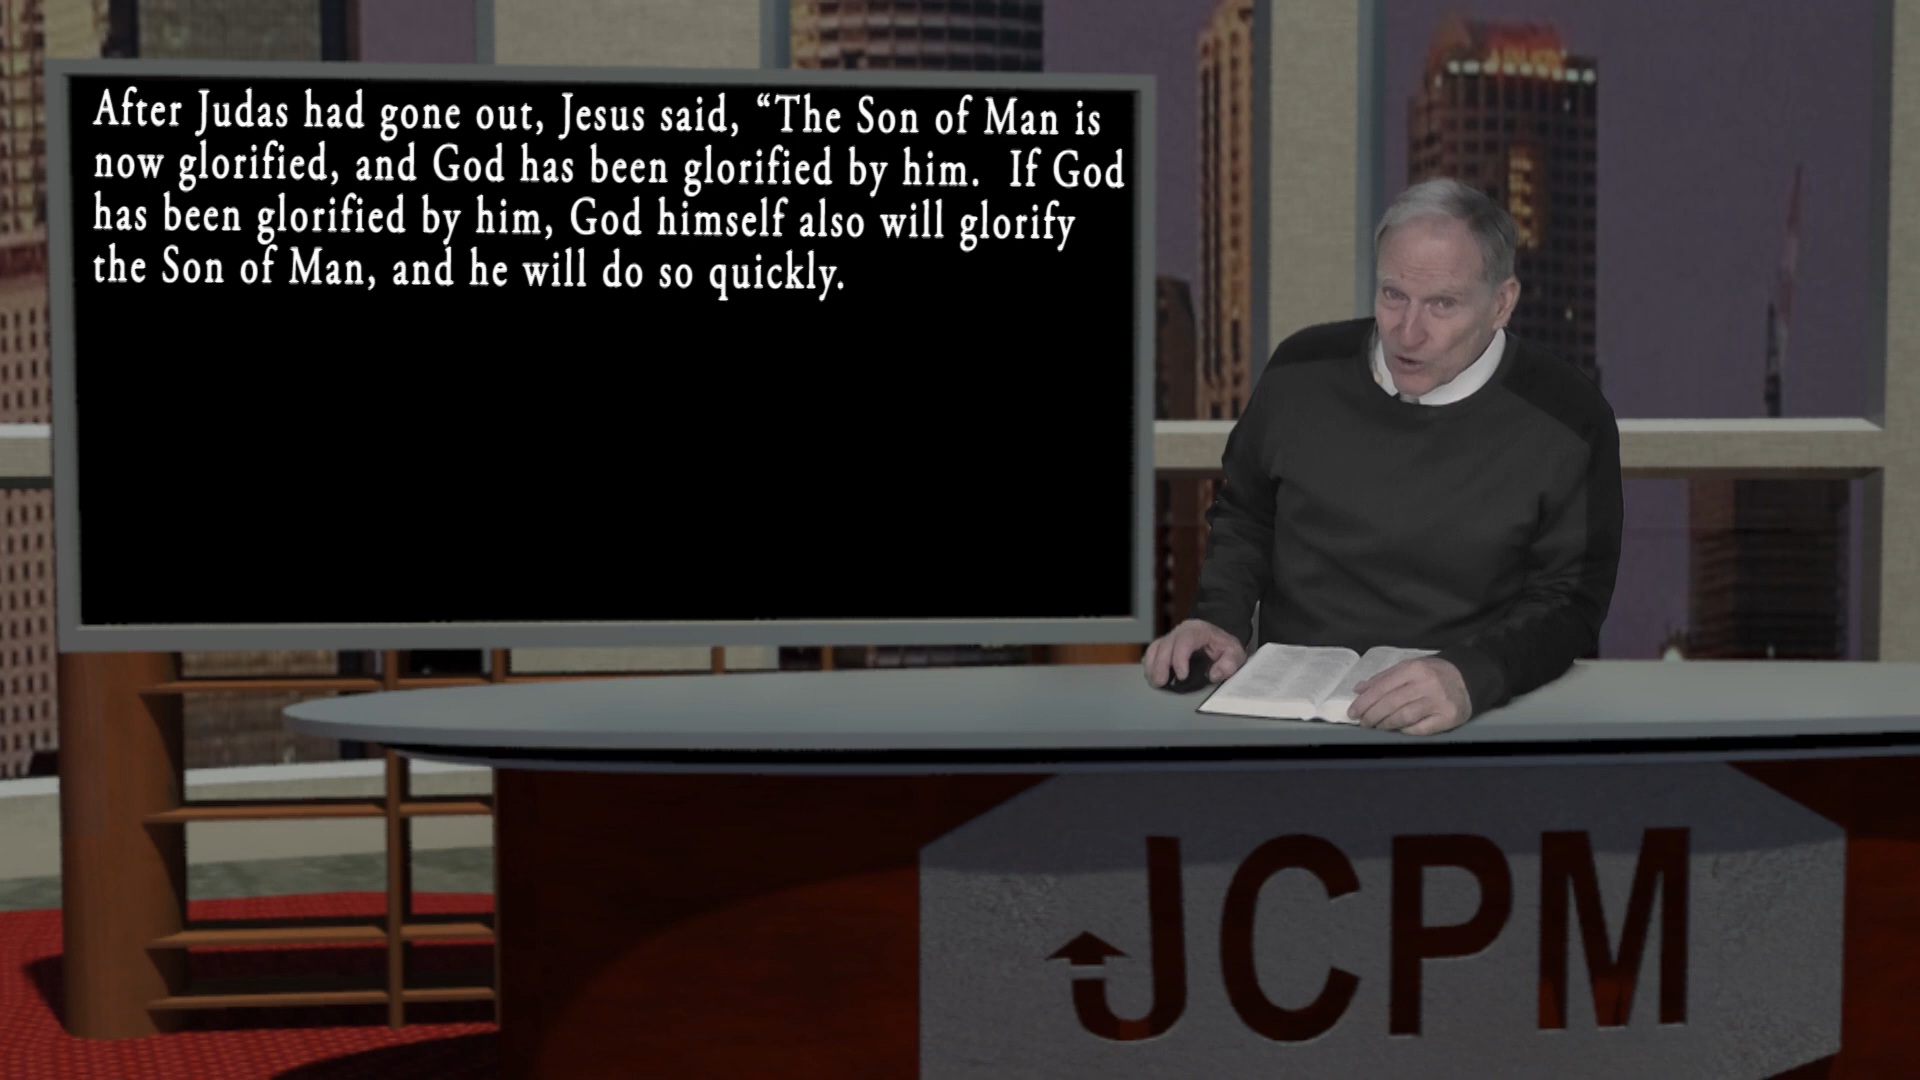 After Judas had gone out, Jesus said, “The Son of Man is
now glorified, and God has been glorified by him.  If God
has been glorified by him, God himself also will glorify
the Son of Man, and he will do so quickly.
JCPM